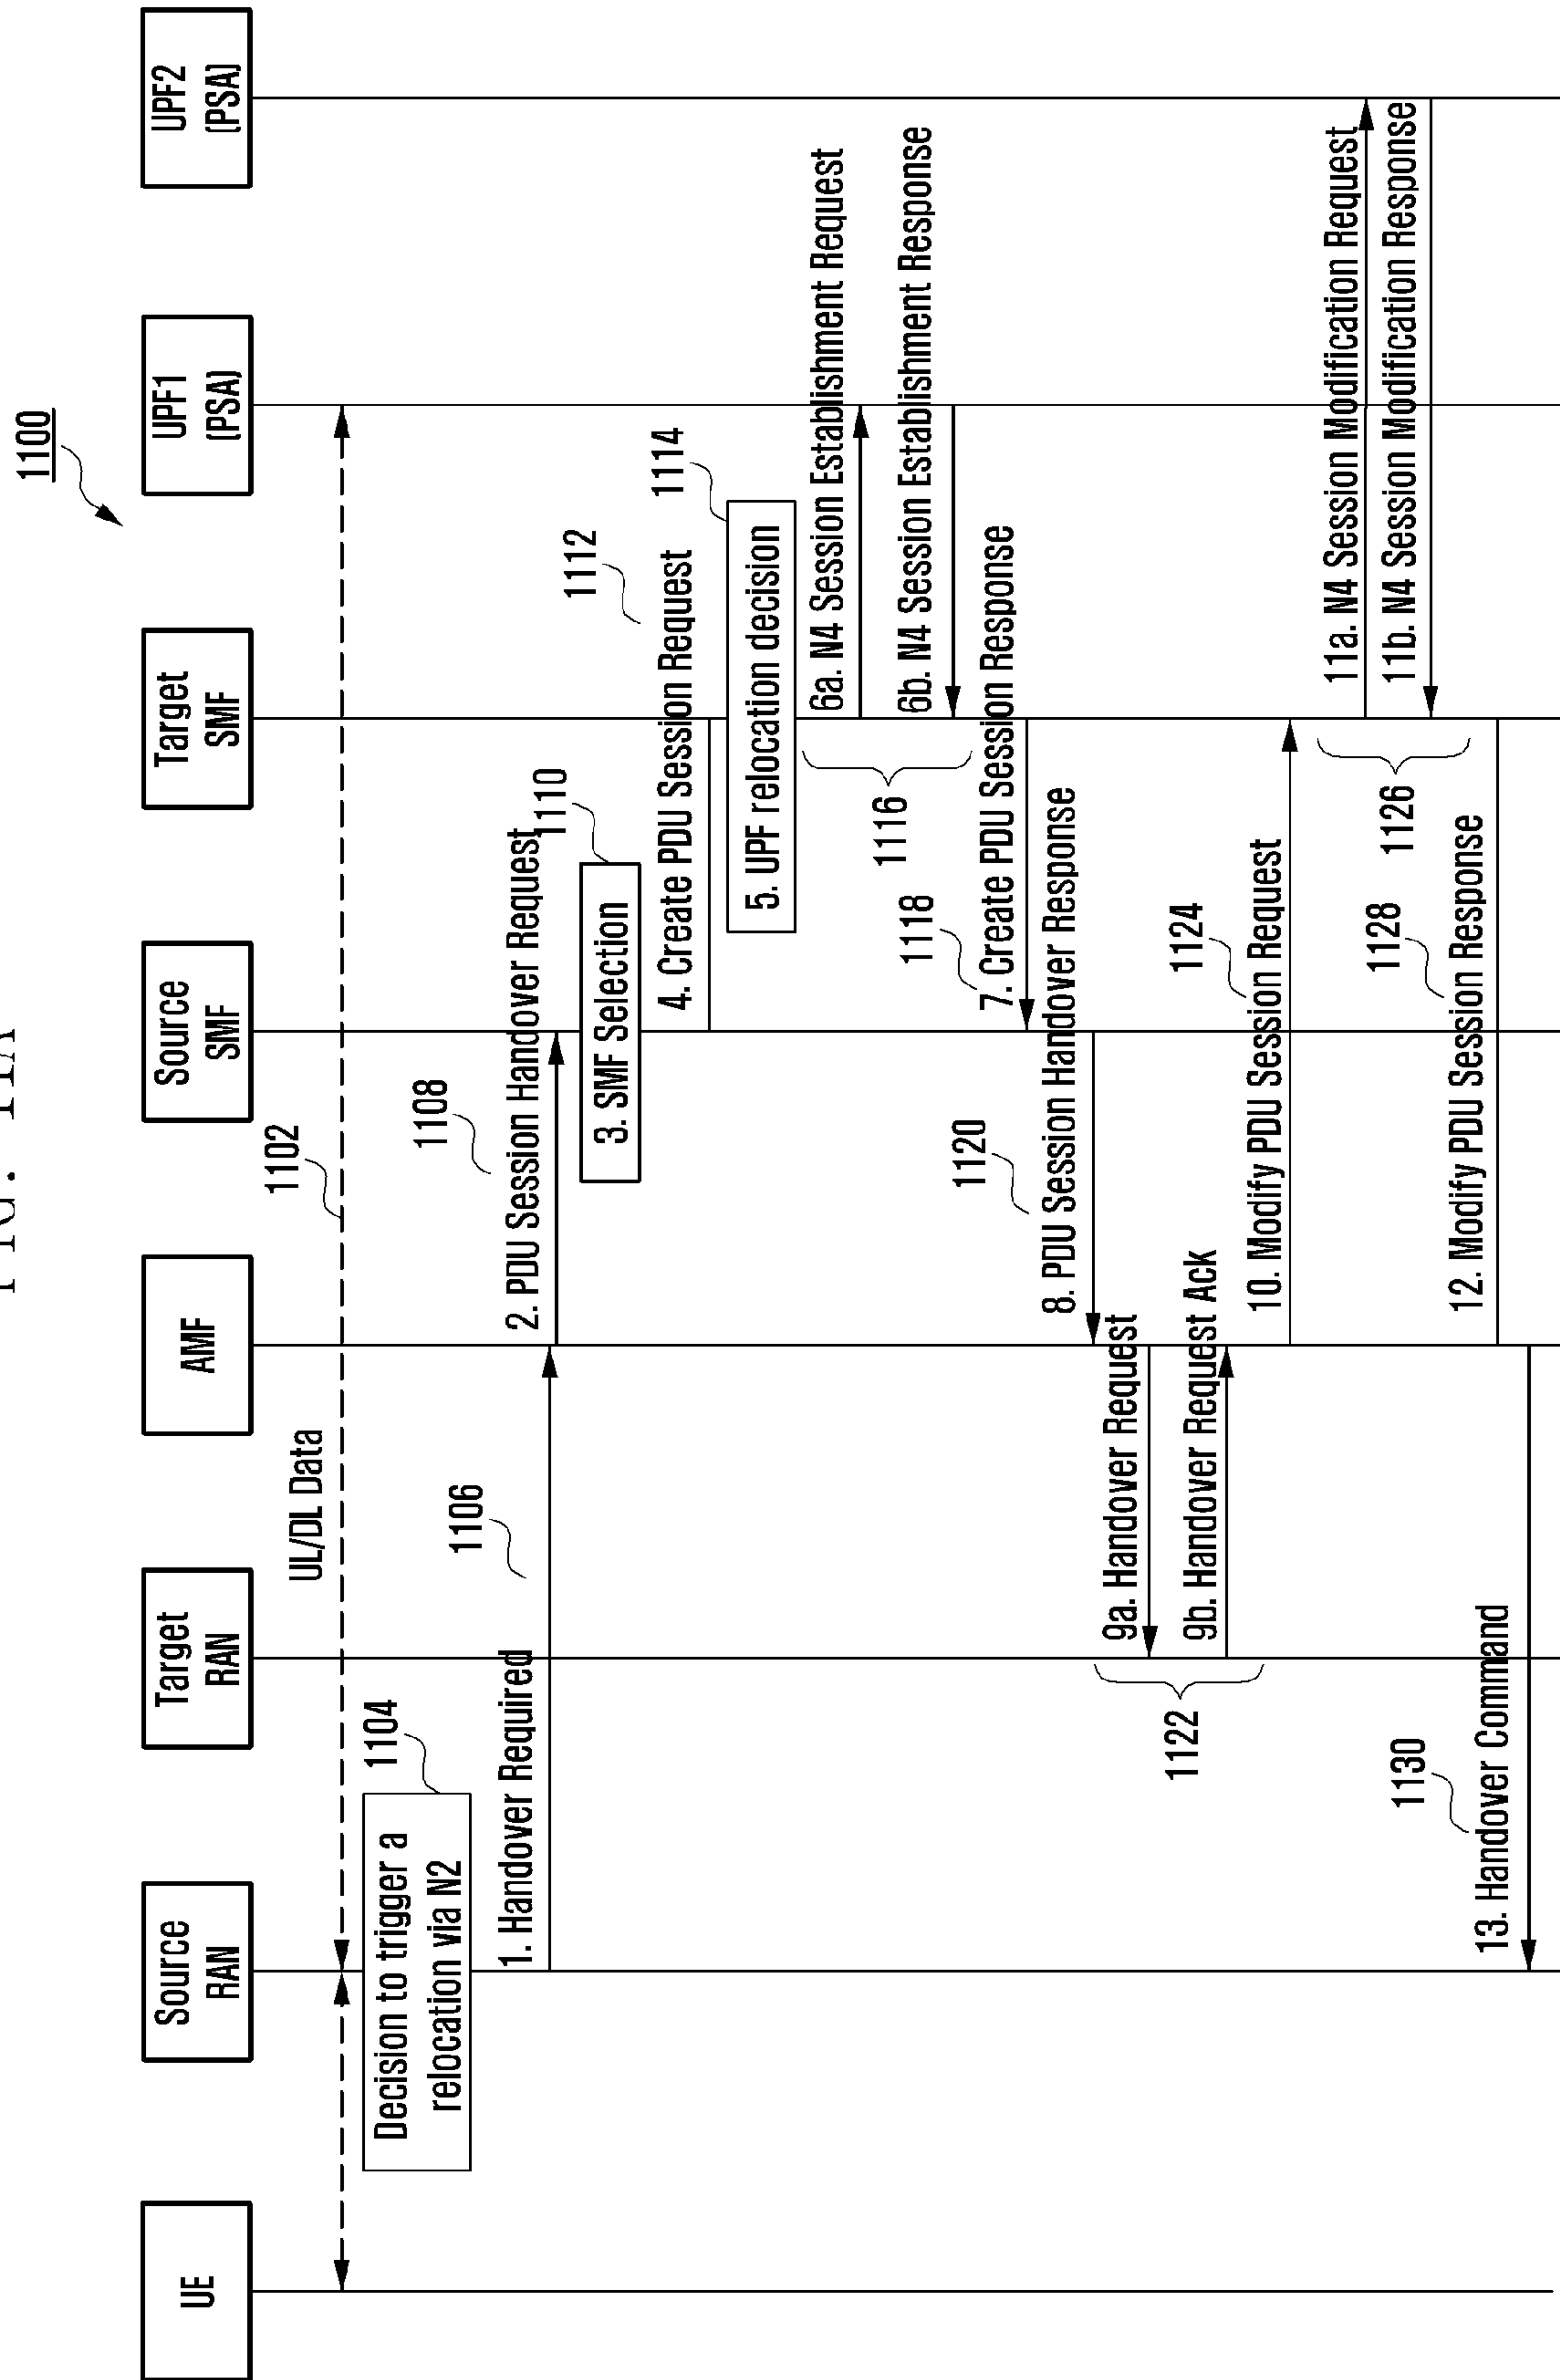 1100
UE
Source
RAN
Target
RAN
AMF
Source
SMF
Target
SMF
UPF1
(PSA)
UPF2
(PSA)
UL/DL Data
1102
Decision to trigger a
relocation via N2
1104
1. Handover Required
1106
2. PDU Session Handover Request
1108
3. SMF Selection
1110
4. Create PDU Session Request
1112
5. UPF relocation decision
1114
6a. N4 Session Establishment Request
6b. N4 Session Establishment Response
1116
7. Create PDU Session Response
1118
8. PDU Session Handover Response
1120
9a. Handover Request
9b. Handover Request Ack
1122
10. Modify PDU Session Request
1124
11a. N4 Session Modification Request
11b. N4 Session Modification Response
1126
12. Modify PDU Session Response
1128
13. Handover Command
1130